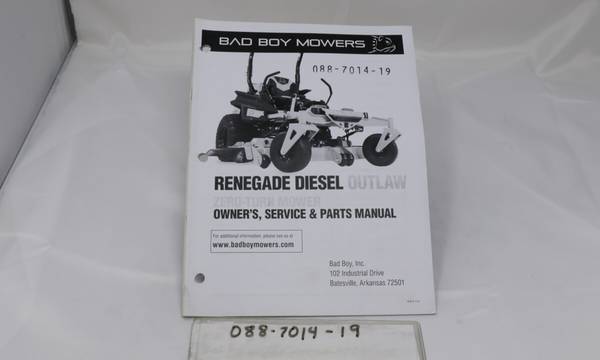 BAD BOY MOWERS
088-7014-19
RENEGADE DIESEL OUTLAW
ZERO-TURN MOWER
OWNER'S, SERVICE & PARTS MANUAL
For additional information, please see us at
www.badboymowers.com
Bad Boy, Inc.
102 Industrial Drive
Batesville, Arkansas 72501
088-7014-19